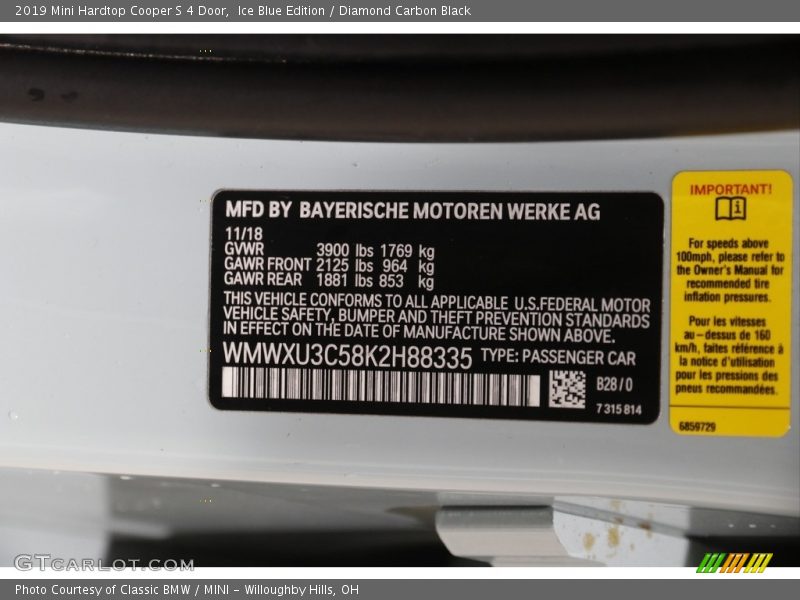 2019 Mini Hardtop Cooper S 4 Door,  Ice Blue Edition / Diamond Carbon Black
MFD BY BAYERISCHE MOTOREN WERKE AG
11/18
GVWR 3900 lbs 1769 kg
GAWR FRONT 2125 lbs 964 kg
GAWR REAR 1881 lbs 853 kg
THIS VEHICLE CONFORMS TO ALL APPLICABLE U.S.FEDERAL MOTOR
VEHICLE SAFETY, BUMPER AND THEFT PREVENTION STANDARDS
IN EFFECT ON THE DATE OF MANUFACTURE SHOWN ABOVE.
WMWXU3C58K2H88335 TYPE: PASSENGER CAR
B28/0
7 315 814
IMPORTANT!
For speeds above
100mph, please refer to
the Owner's Manual for
recommended tire
inflation pressures.
Pour les vitesses
au-dessus de 160
km/h, faites référence à
la notice d'utilisation
pour les pressions des
pneus recommandées.
6859729
GTcarlot.com
Photo Courtesy of Classic BMW / MINI - Willoughby Hills, OH